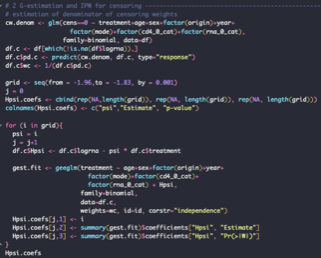 # 2 G-estimation and IPW for censoring
# estimation of denominator of censoring weights
cw.denom <- glm(cens==0 ~ treatment+age+sex+factor(origin)+year+
factor(mode)+factor(cd4_0_cat)+factor(rna_0_cat),
family=binomial, data=df)
df.c <- df[which(!is.na(df$logrna)),]
df.c$pd.c <- predict(cw.denom, df.c, type="response")
df.c$wc <- 1/(df.c$pd.c)
grid <- seq(from = -1.96,to = -1.83, by = 0.001)
j = 0
Hpsi.coefs <- cbind(rep(NA,length(grid)), rep(NA, length(grid)), rep(NA, length(grid)))
colnames(Hpsi.coefs) <- c("psi","Estimate", "p-value")
for (i in grid){
psi = i
j = j+1
df.c$Hpsi <- df.c$logrna - psi * df.c$treatment
gest.fit <- geeglm(treatment ~ age+sex+factor(origin)+year+
factor(mode)+factor(cd4_0_cat)+
factor(rna_0_cat) + Hpsi,
family=binomial,
data=df.c,
weights=wc, id=id, corstr="independence")
Hpsi.coefs[j,1] <- i
Hpsi.coefs[j,2] <- summary(gest.fit)$coefficients["Hpsi", "Estimate"]
Hpsi.coefs[j,3] <- summary(gest.fit)$coefficients["Hpsi", "Pr(>|W|)"]
}
Hpsi.coefs